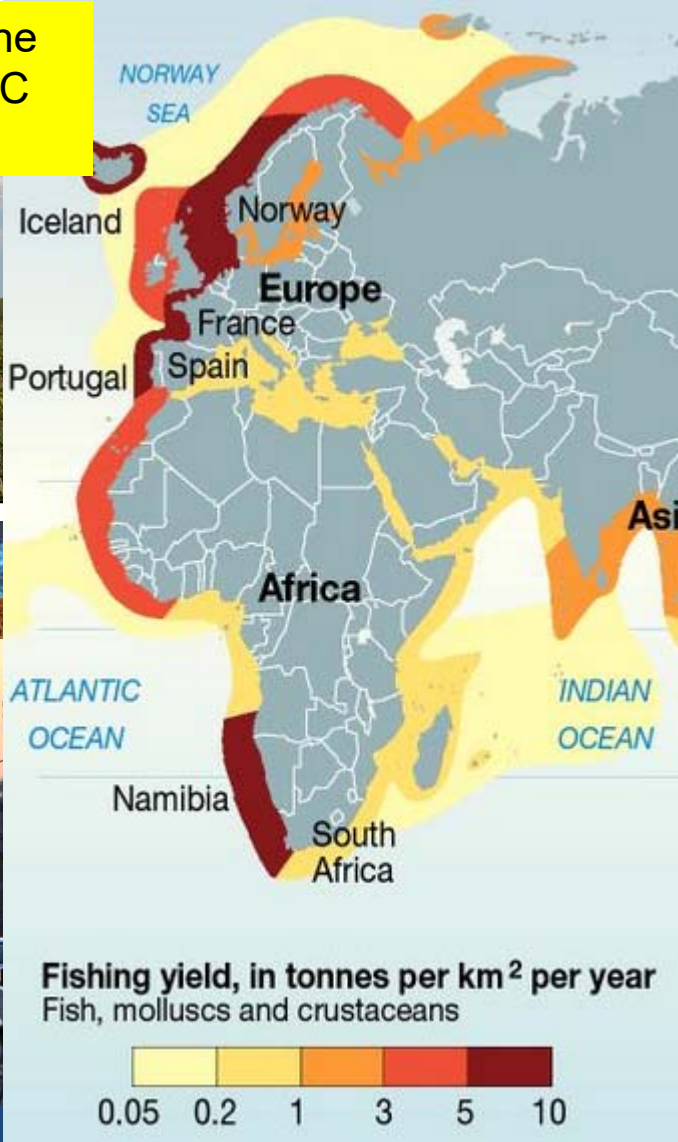 NORWAY
SEA
Iceland
Norway
Europe
France
Portugal
Spain
Africa
ATLANTIC
OCEAN
INDIAN
OCEAN
Namibia
South
Africa
Fishing yield, in tonnes per km² per year
Fish, molluscs and crustaceans
0.05 0.2 1 3 5 10